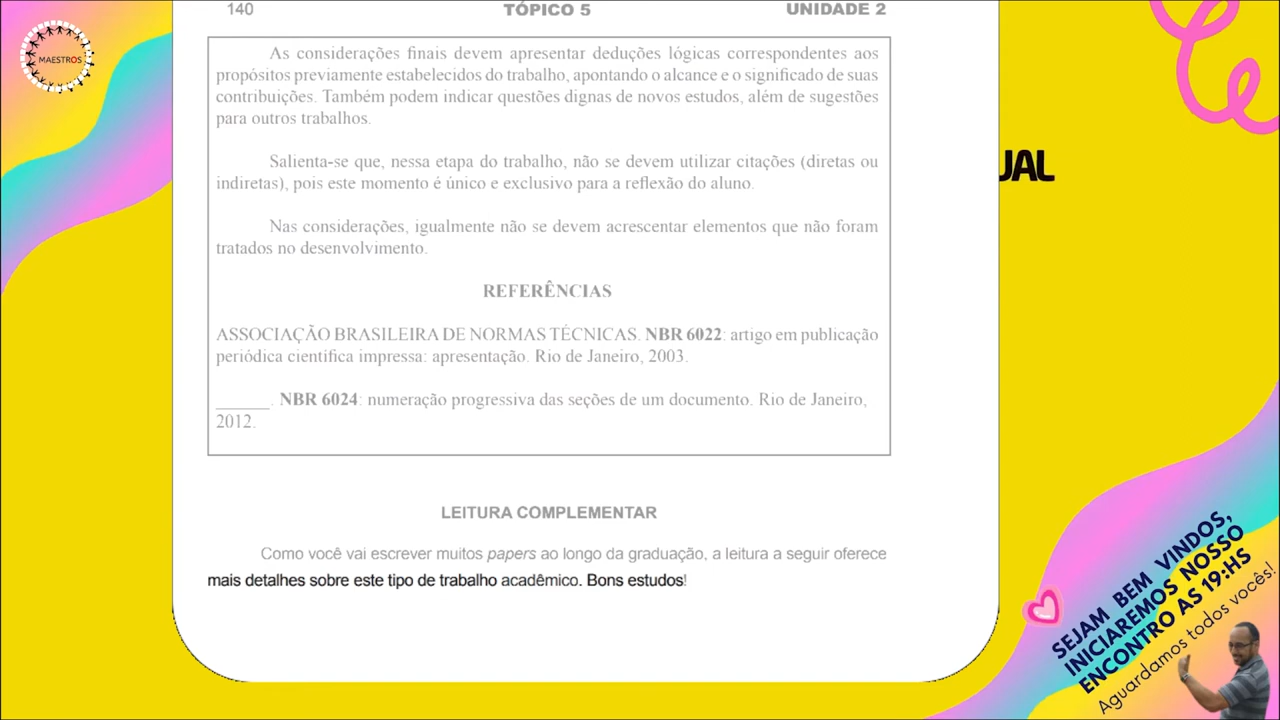 140 TÓPICO 5 UNIDADE 2
MAESTROS
As considerações finais devem apresentar deduções lógicas correspondentes aos
propósitos previamente estabelecidos do trabalho, apontando o alcance e o significado de suas
contribuições. Também podem indicar questões dignas de novos estudos, além de sugestões
para outros trabalhos.
Salienta-se que, nessa etapa do trabalho, não se devem utilizar citações (diretas ou
indiretas), pois este momento é único e exclusivo para a reflexão do aluno.
Nas considerações, igualmente não se devem acrescentar elementos que não foram
tratados no desenvolvimento.
REFERÊNCIAS
ASSOCIAÇÃO BRASILEIRA DE NORMAS TÉCNICAS. NBR 6022: artigo em publicação
periódica científica impressa: apresentação. Rio de Janeiro, 2003.
______. NBR 6024: numeração progressiva das seções de um documento. Rio de Janeiro,
2012.
LEITURA COMPLEMENTAR
Como você vai escrever muitos papers ao longo da graduação, a leitura a seguir oferece
mais detalhes sobre este tipo de trabalho acadêmico. Bons estudos!
UAL
SEJAM BEM VINDOS,
INICIAREMOS NOSSO
ENCONTRO AS 19:HS
Aguardamos todos vocês!